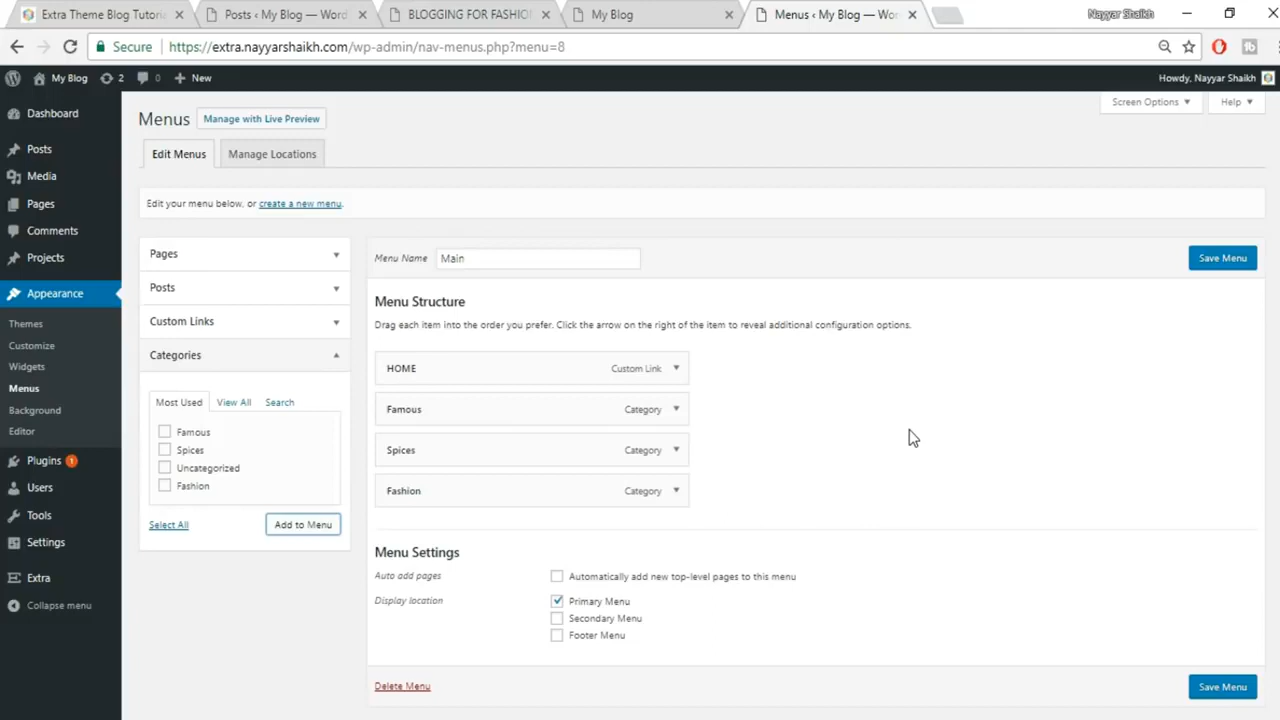 Extra Theme Blog Tutori
Posts ‹ My Blog — Word
BLOGGING FOR FASHIO
My Blog
Menus ‹ My Blog — Wor
Nayyar Shaikh
Secure
https://extra.nayyarshaikh.com/wp-admin/nav-menus.php?menu=8
My Blog
2
0
New
Howdy, Nayyar Shaikh
Dashboard
Posts
Media
Pages
Comments
Projects
Appearance
Themes
Customize
Widgets
Menus
Background
Editor
Plugins 1
Users
Tools
Settings
Extra
Collapse menu
Screen Options
Help
Menus
Manage with Live Preview
Edit Menus
Manage Locations
Edit your menu below, or create a new menu.
Pages
Posts
Custom Links
Categories
Most Used
View All
Search
Famous
Spices
Uncategorized
Fashion
Select All
Add to Menu
Menu Name
Main
Save Menu
Menu Structure
Drag each item into the order you prefer. Click the arrow on the right of the item to reveal additional configuration options.
HOME
Custom Link
Famous
Category
Spices
Category
Fashion
Category
Menu Settings
Auto add pages
Automatically add new top-level pages to this menu
Display location
Primary Menu
Secondary Menu
Footer Menu
Delete Menu
Save Menu